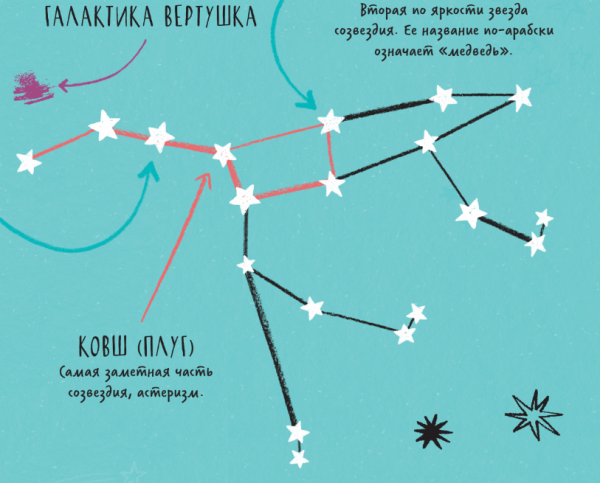 ГАЛАКТИКА ВЕРТУШКА
Вторая по яркости звезда
созвездия. Ее название по-арабски
означает «медведь».
КОВШ (ПЛУГ)
Самая заметная часть
созвездия, астеризм.